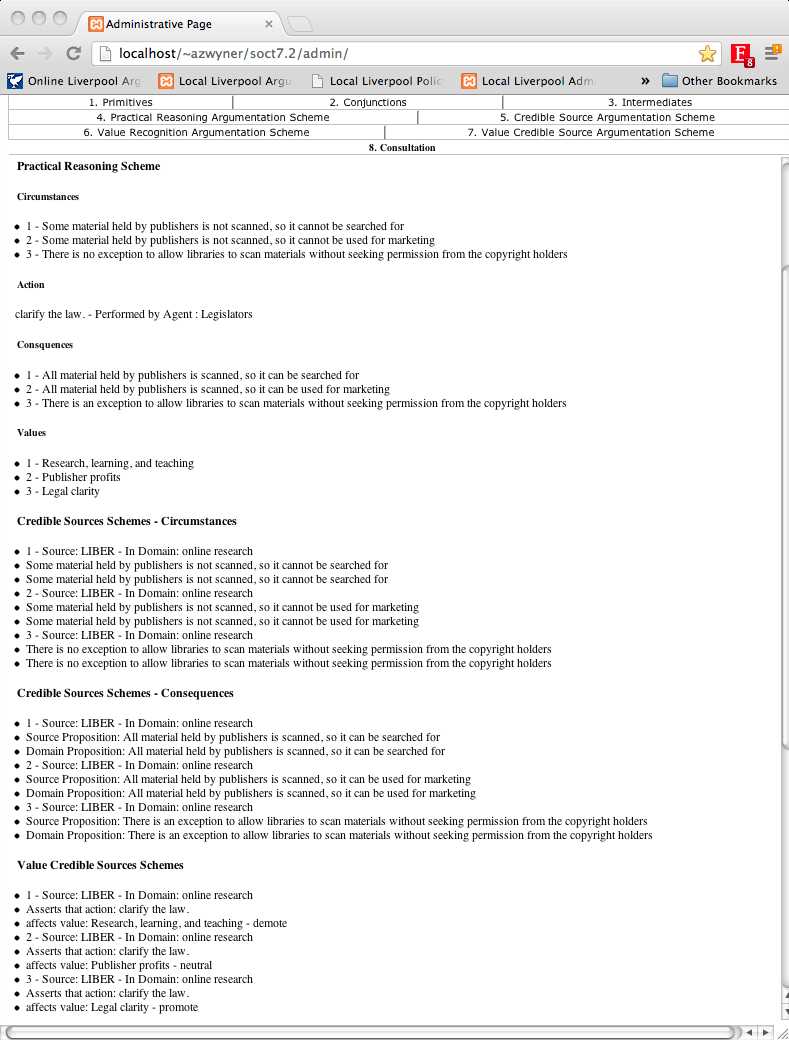 Administrative Page
localhost/~azwyner/soct7.2/admin/
Online Liverpool Arg
Local Liverpool Argu
Local Liverpool Polic
Local Liverpool Adm
»
Other Bookmarks
8
1. Primitives
2. Conjunctions
3. Intermediates
4. Practical Reasoning Argumentation Scheme
5. Credible Source Argumentation Scheme
6. Value Recognition Argumentation Scheme
7. Value Credible Source Argumentation Scheme
8. Consultation
Practical Reasoning Scheme
Circumstances
1 - Some material held by publishers is not scanned, so it cannot be searched for
2 - Some material held by publishers is not scanned, so it cannot be used for marketing
3 - There is no exception to allow libraries to scan materials without seeking permission from the copyright holders
Action
clarify the law. - Performed by Agent : Legislators
Consquences
1 - All material held by publishers is scanned, so it can be searched for
2 - All material held by publishers is scanned, so it can be used for marketing
3 - There is an exception to allow libraries to scan materials without seeking permission from the copyright holders
Values
1 - Research, learning, and teaching
2 - Publisher profits
3 - Legal clarity
Credible Sources Schemes - Circumstances
1 - Source: LIBER - In Domain: online research
Some material held by publishers is not scanned, so it cannot be searched for
Some material held by publishers is not scanned, so it cannot be searched for
2 - Source: LIBER - In Domain: online research
Some material held by publishers is not scanned, so it cannot be used for marketing
Some material held by publishers is not scanned, so it cannot be used for marketing
3 - Source: LIBER - In Domain: online research
There is no exception to allow libraries to scan materials without seeking permission from the copyright holders
There is no exception to allow libraries to scan materials without seeking permission from the copyright holders
Credible Sources Schemes - Consequences
1 - Source: LIBER - In Domain: online research
Source Proposition: All material held by publishers is scanned, so it can be searched for
Domain Proposition: All material held by publishers is scanned, so it can be searched for
2 - Source: LIBER - In Domain: online research
Source Proposition: All material held by publishers is scanned, so it can be used for marketing
Domain Proposition: All material held by publishers is scanned, so it can be used for marketing
3 - Source: LIBER - In Domain: online research
Source Proposition: There is an exception to allow libraries to scan materials without seeking permission from the copyright holders
Domain Proposition: There is an exception to allow libraries to scan materials without seeking permission from the copyright holders
Value Credible Sources Schemes
1 - Source: LIBER - In Domain: online research
Asserts that action: clarify the law.
affects value: Research, learning, and teaching - demote
2 - Source: LIBER - In Domain: online research
Asserts that action: clarify the law.
affects value: Publisher profits - neutral
3 - Source: LIBER - In Domain: online research
Asserts that action: clarify the law.
affects value: Legal clarity - promote